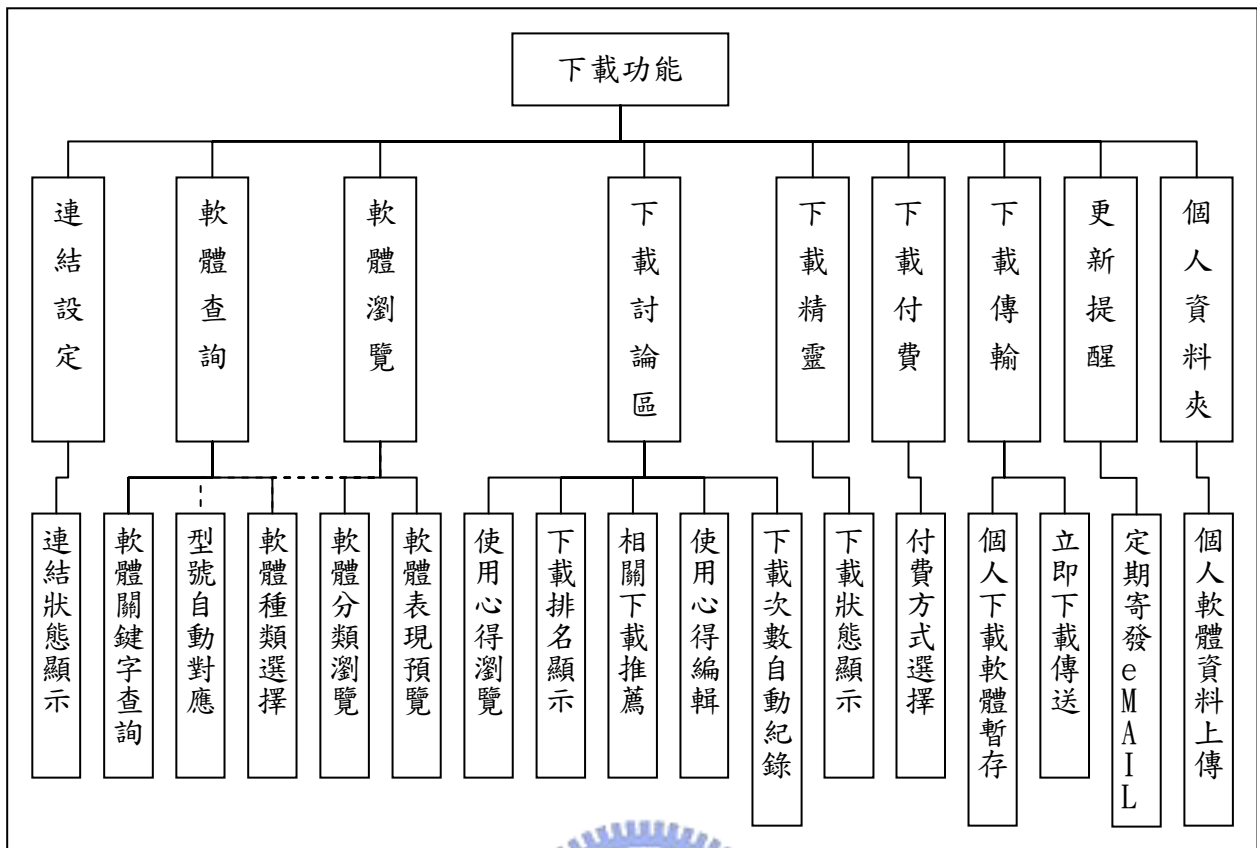 下載功能
連結設定
軟體查詢
軟體瀏覽
下載討論區
下載精靈
下載付費
下載傳輸
更新提醒
個人資料夾
連結狀態顯示
軟體關鍵字查詢
型號自動對應
軟體種類選擇
軟體分類瀏覽
軟體表現預覽
使用心得瀏覽
下載排名顯示
相關下載推薦
使用心得編輯
下載次數自動紀錄
下載狀態顯示
付費方式選擇
個人下載軟體暫存
立即下載傳送
定期寄發eMAIL
個人軟體資料上傳